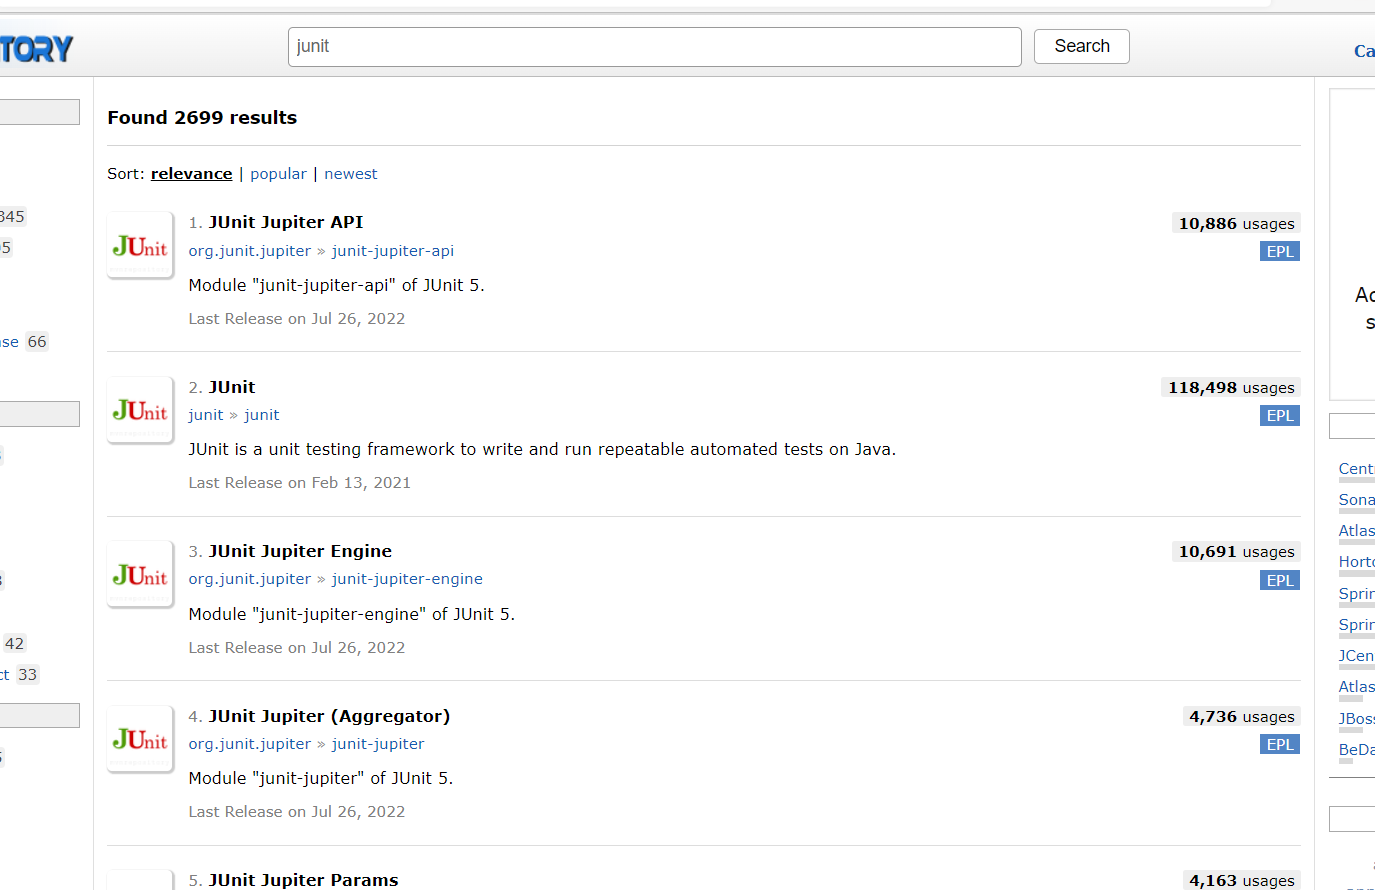 TORY
junit
Search
Ca
Found 2699 results
Sort: relevance | popular | newest
345
5
se 66
42
ct 33
JUnit
1. JUnit Jupiter API
10,886 usages
org.junit.jupiter » junit-jupiter-api
EPL
Module "junit-jupiter-api" of JUnit 5.
Last Release on Jul 26, 2022
JUnit
2. JUnit
118,498 usages
junit » junit
EPL
JUnit is a unit testing framework to write and run repeatable automated tests on Java.
Last Release on Feb 13, 2021
JUnit
3. JUnit Jupiter Engine
10,691 usages
org.junit.jupiter » junit-jupiter-engine
EPL
Module "junit-jupiter-engine" of JUnit 5.
Last Release on Jul 26, 2022
JUnit
4. JUnit Jupiter (Aggregator)
4,736 usages
org.junit.jupiter » junit-jupiter
EPL
Module "junit-jupiter" of JUnit 5.
Last Release on Jul 26, 2022
5. JUnit Jupiter Params
4,163 usages
Ac
s
Cent
Sona
Atlas
Horto
Sprin
Sprin
JCen
Atlas
JBos
BeDa